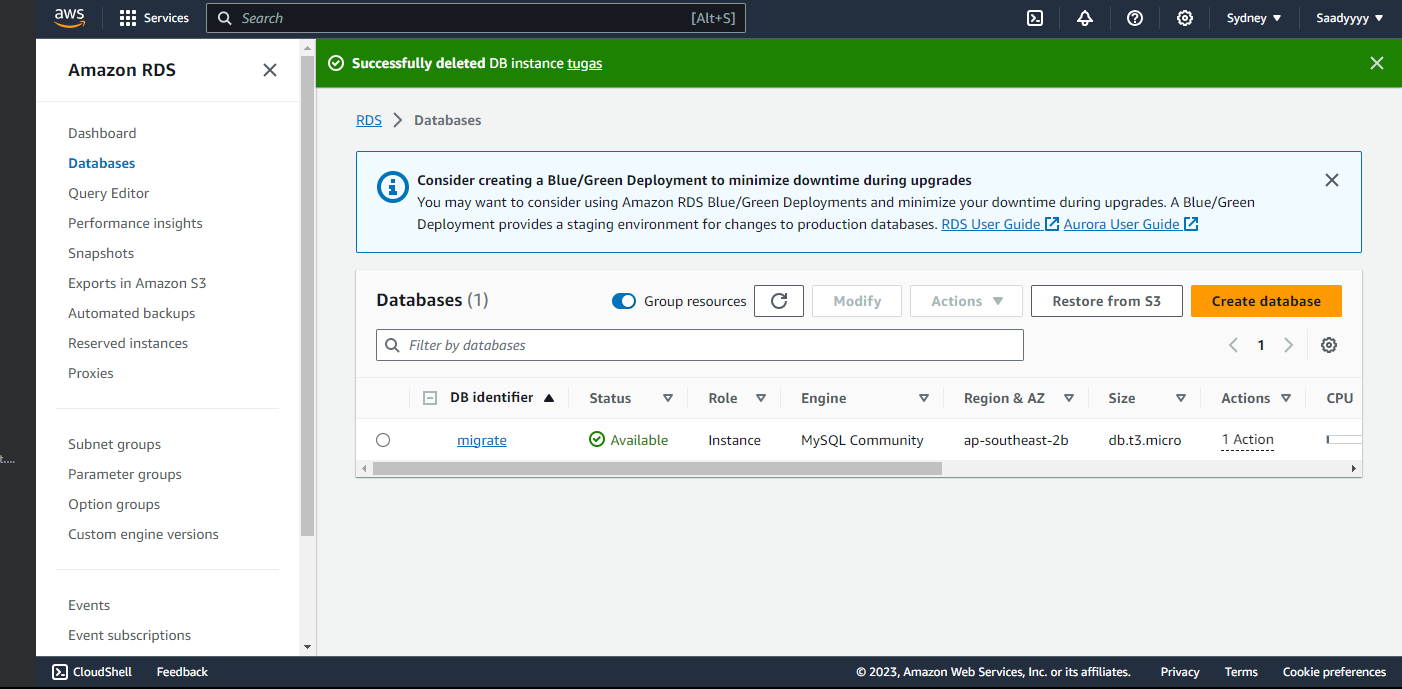 aws
Services
Search
[Alt+S]
Sydney
Saadyyyy
Amazon RDS
Dashboard
Databases
Query Editor
Performance insights
Snapshots
Exports in Amazon S3
Automated backups
Reserved instances
Proxies
Subnet groups
Parameter groups
Option groups
Custom engine versions
Events
Event subscriptions
Successfully deleted DB instance tugas
RDS > Databases
Consider creating a Blue/Green Deployment to minimize downtime during upgrades
You may want to consider using Amazon RDS Blue/Green Deployments and minimize your downtime during upgrades. A Blue/Green
Deployment provides a staging environment for changes to production databases. RDS User Guide Aurora User Guide
Databases (1)
Group resources
Modify
Actions
Restore from S3
Create database
Filter by databases
1
DB identifier Status Role Engine Region & AZ Size Actions CPU
migrate Available Instance MySQL Community ap-southeast-2b db.t3.micro 1 Action
CloudShell
Feedback
© 2023, Amazon Web Services, Inc. or its affiliates.
Privacy
Terms
Cookie preferences